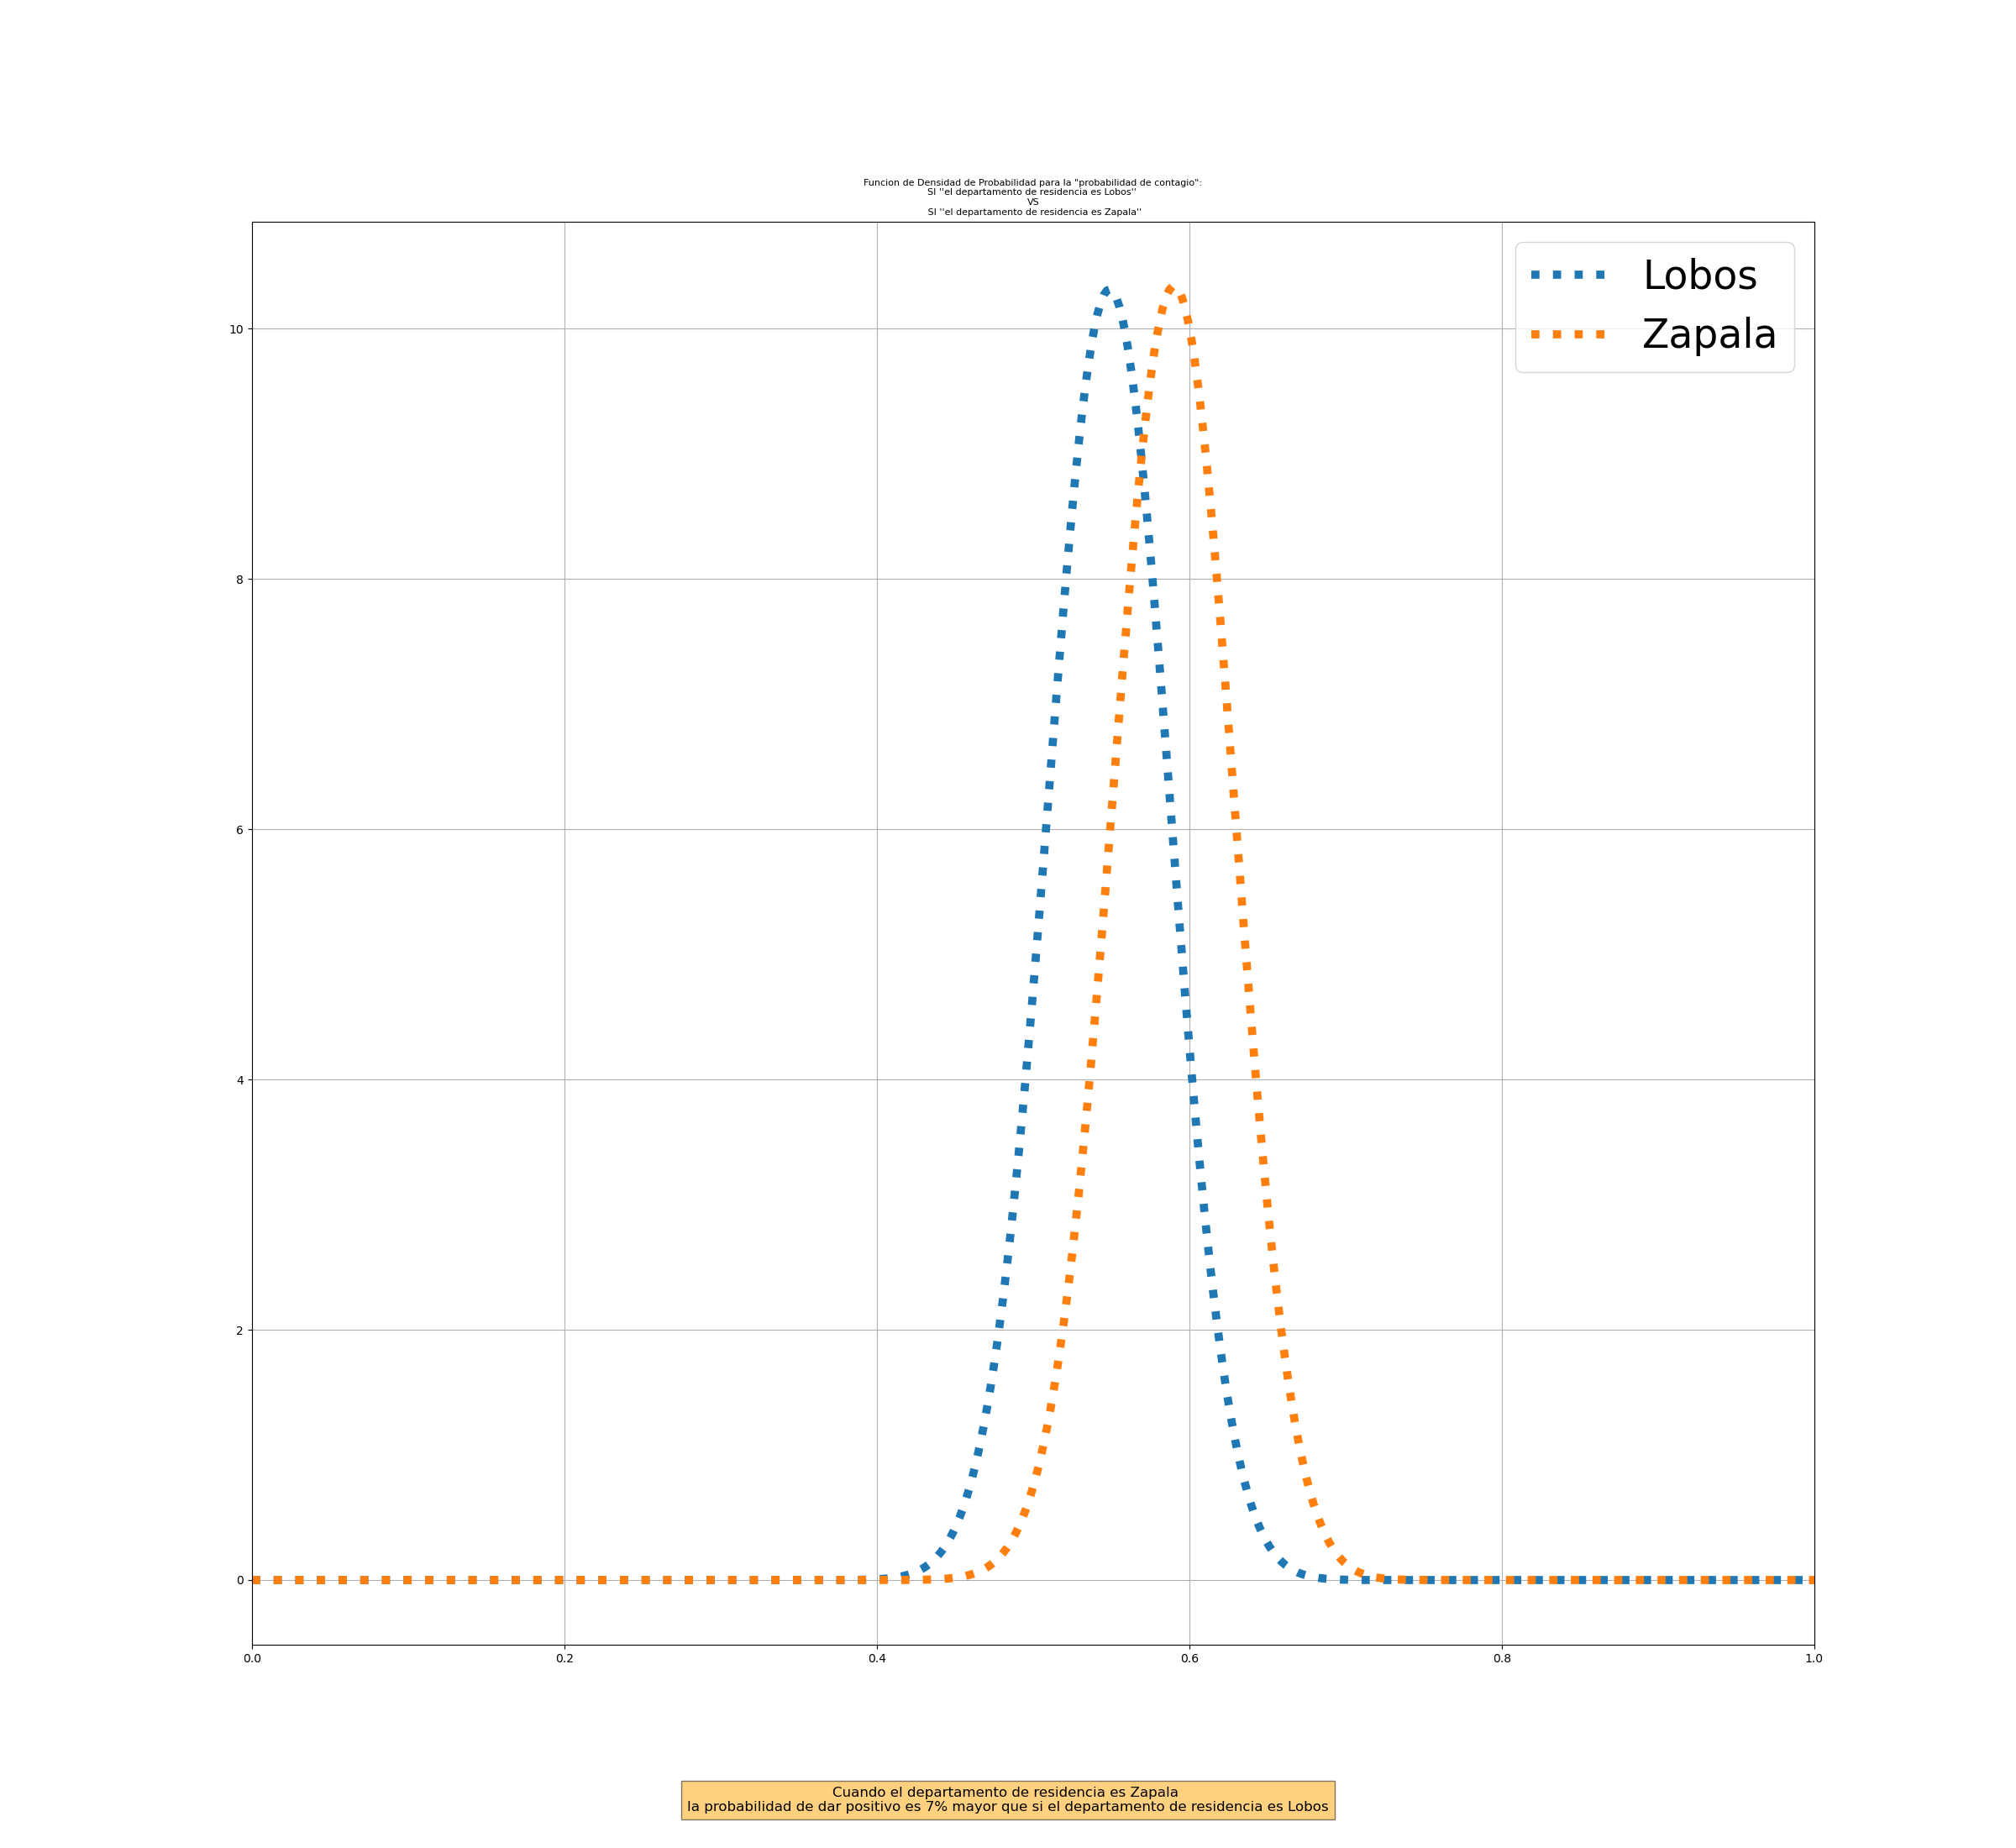 Funcion de Densidad de Probabilidad para la "probabilidad de contagio":
SI ''el departamento de residencia es Lobos''
VS
SI ''el departamento de residencia es Zapala''
Lobos
Zapala
10
8
6
4
2
0
0.0 0.2 0.4 0.6 0.8 1.0
Cuando el departamento de residencia es Zapala
la probabilidad de dar positivo es 7% mayor que si el departamento de residencia es Lobos